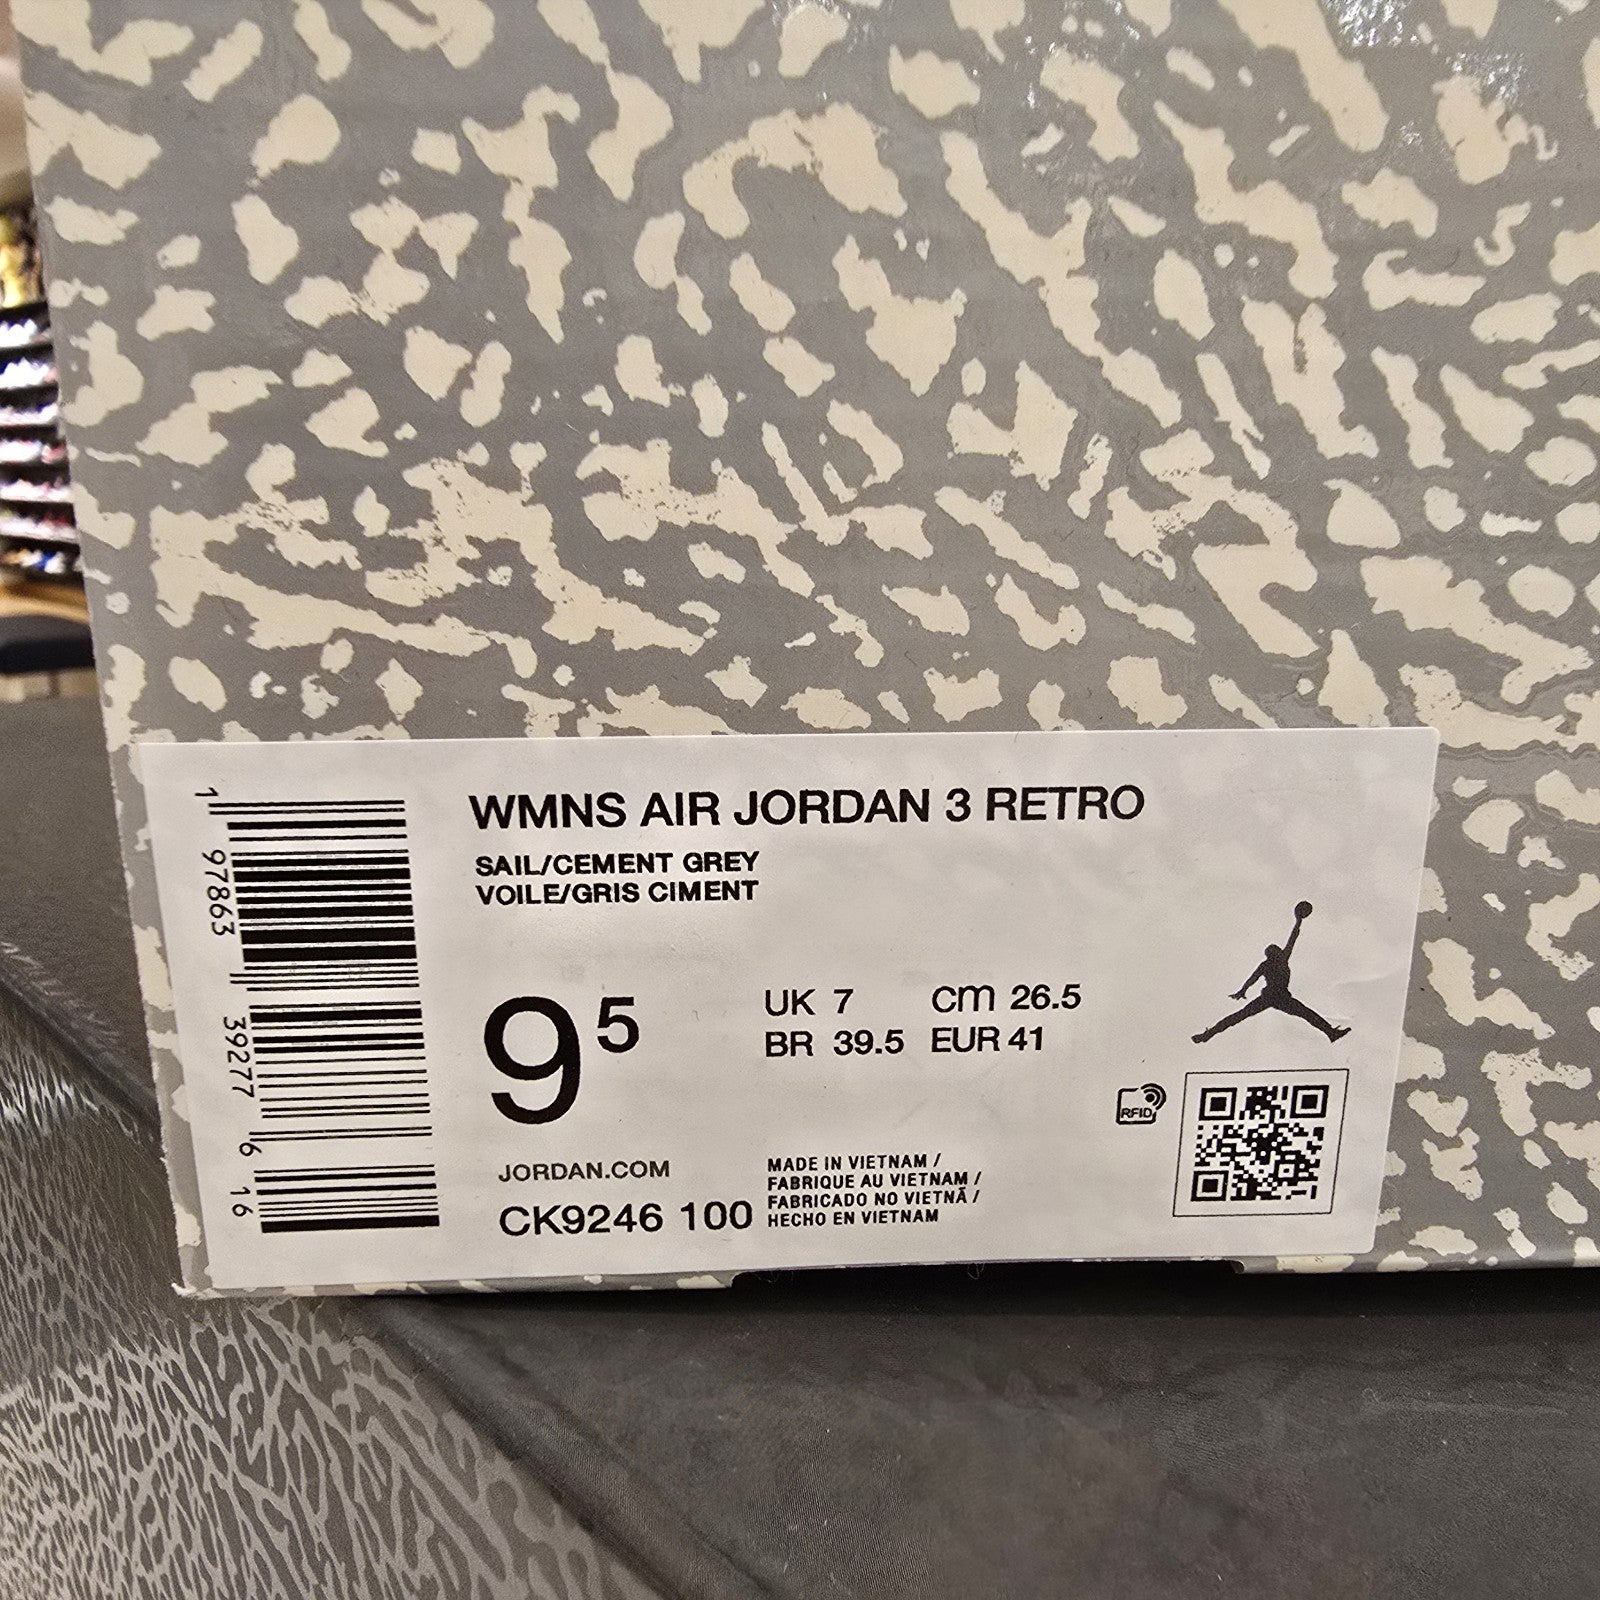 WMNS AIR JORDAN 3 RETRO
SAIL/CEMENT GREY
VOILE/GRIS CIMENT
9⁵
UK 7 cm 26.5
BR 39.5 EUR 41
RFID
JORDAN.COM
CK9246 100
MADE IN VIETNAM /
FABRIQUE AU VIETNAM /
FABRICADO NO VIETNÃ /
HECHO EN VIETNAM
1 97863 39277 6 16